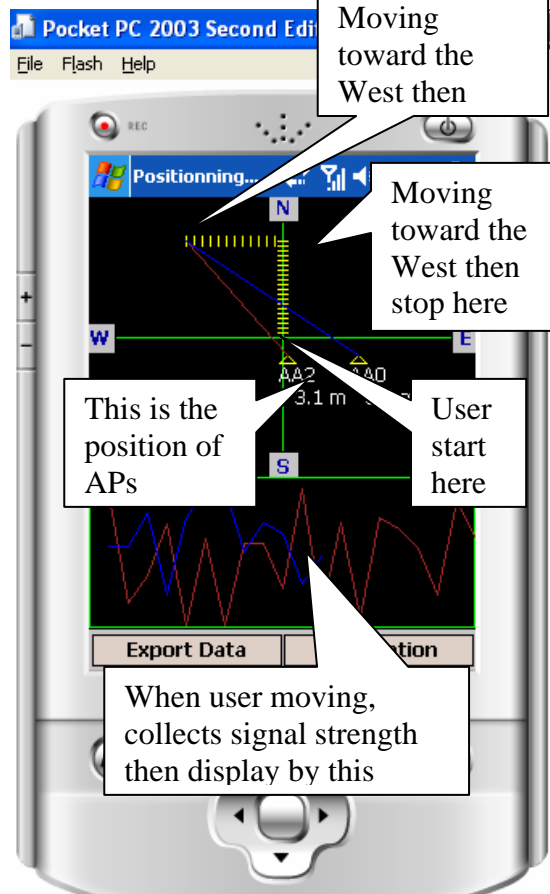 Pocket PC 2003 Second Edi
File Flash Help
Moving
toward the
West then
REC
Positionning...
N
Moving
toward the
West then
stop here
+
-
W
E
AA2 AA0
3.1 m
This is the
position of
APs
User
start
here
S
Export Data
tion
When user moving,
collects signal strength
then display by this